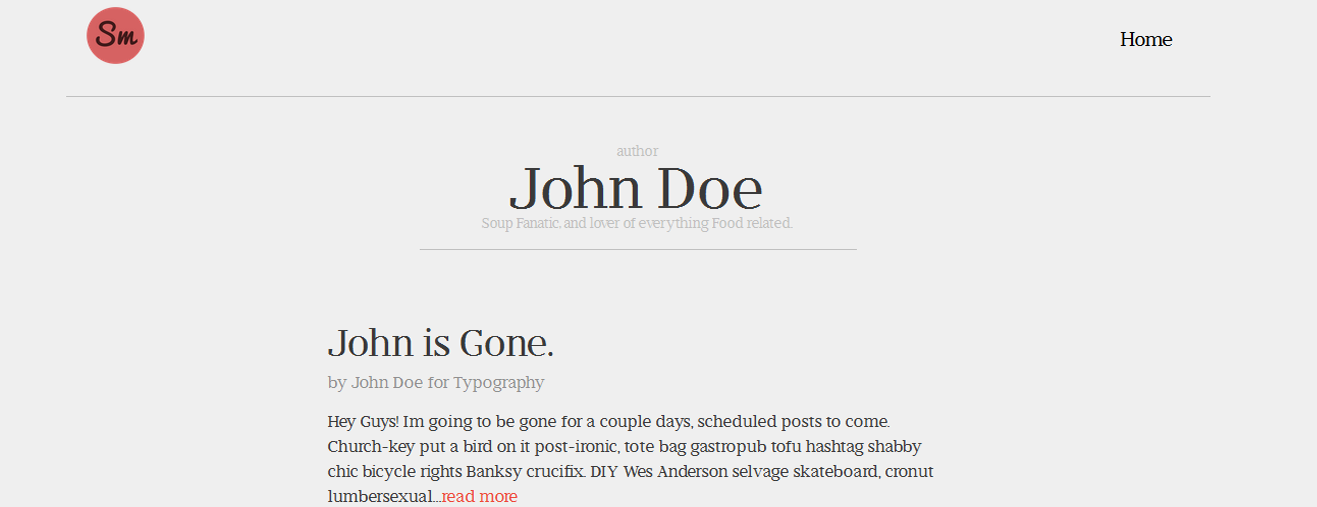 Sm
Home
author
John Doe
Soup Fanatic, and lover of everything Food related.
John is Gone.
by John Doe for Typography
Hey Guys! Im going to be gone for a couple days, scheduled posts to come.
Church-key put a bird on it post-ironic, tote bag gastropub tofu hashtag shabby
chic bicycle rights Banksy crucifix. DIY Wes Anderson selvage skateboard, cronut
lumbersexual...read more